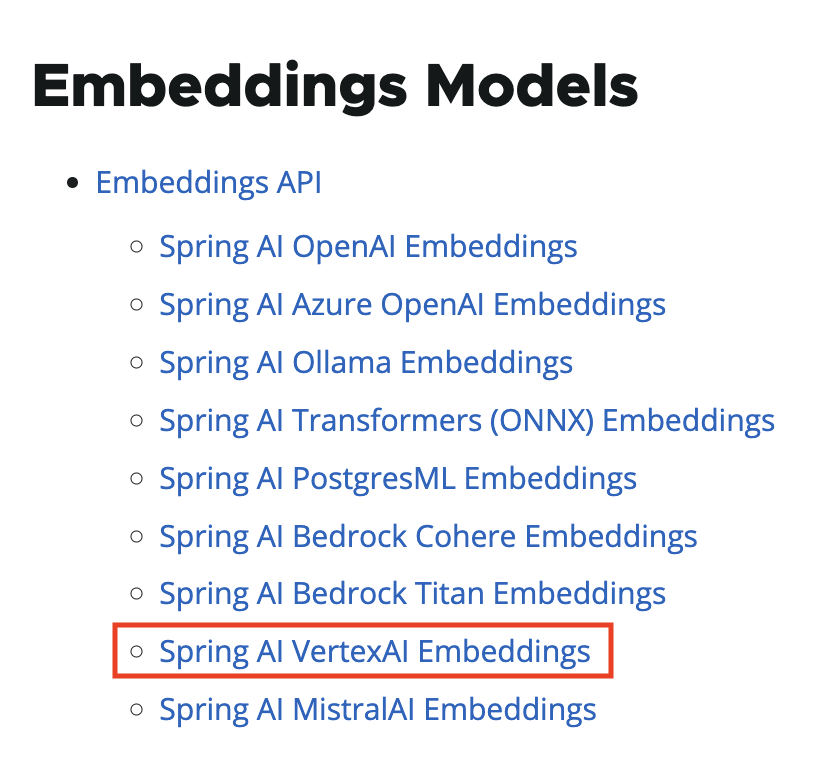 Embeddings Models
Embeddings API
Spring AI OpenAI Embeddings
Spring AI Azure OpenAI Embeddings
Spring AI Ollama Embeddings
Spring AI Transformers (ONNX) Embeddings
Spring AI PostgresML Embeddings
Spring AI Bedrock Cohere Embeddings
Spring AI Bedrock Titan Embeddings
Spring AI VertexAI Embeddings
Spring AI MistralAI Embeddings